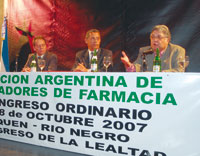 CION ARGENTINA DE
ADORES DE FARMACIA
NGRESO ORDINARIO
8 de OCTUBRE 2007
QUEN - RIO NEGRO
GRESO DE LA LEALTAD